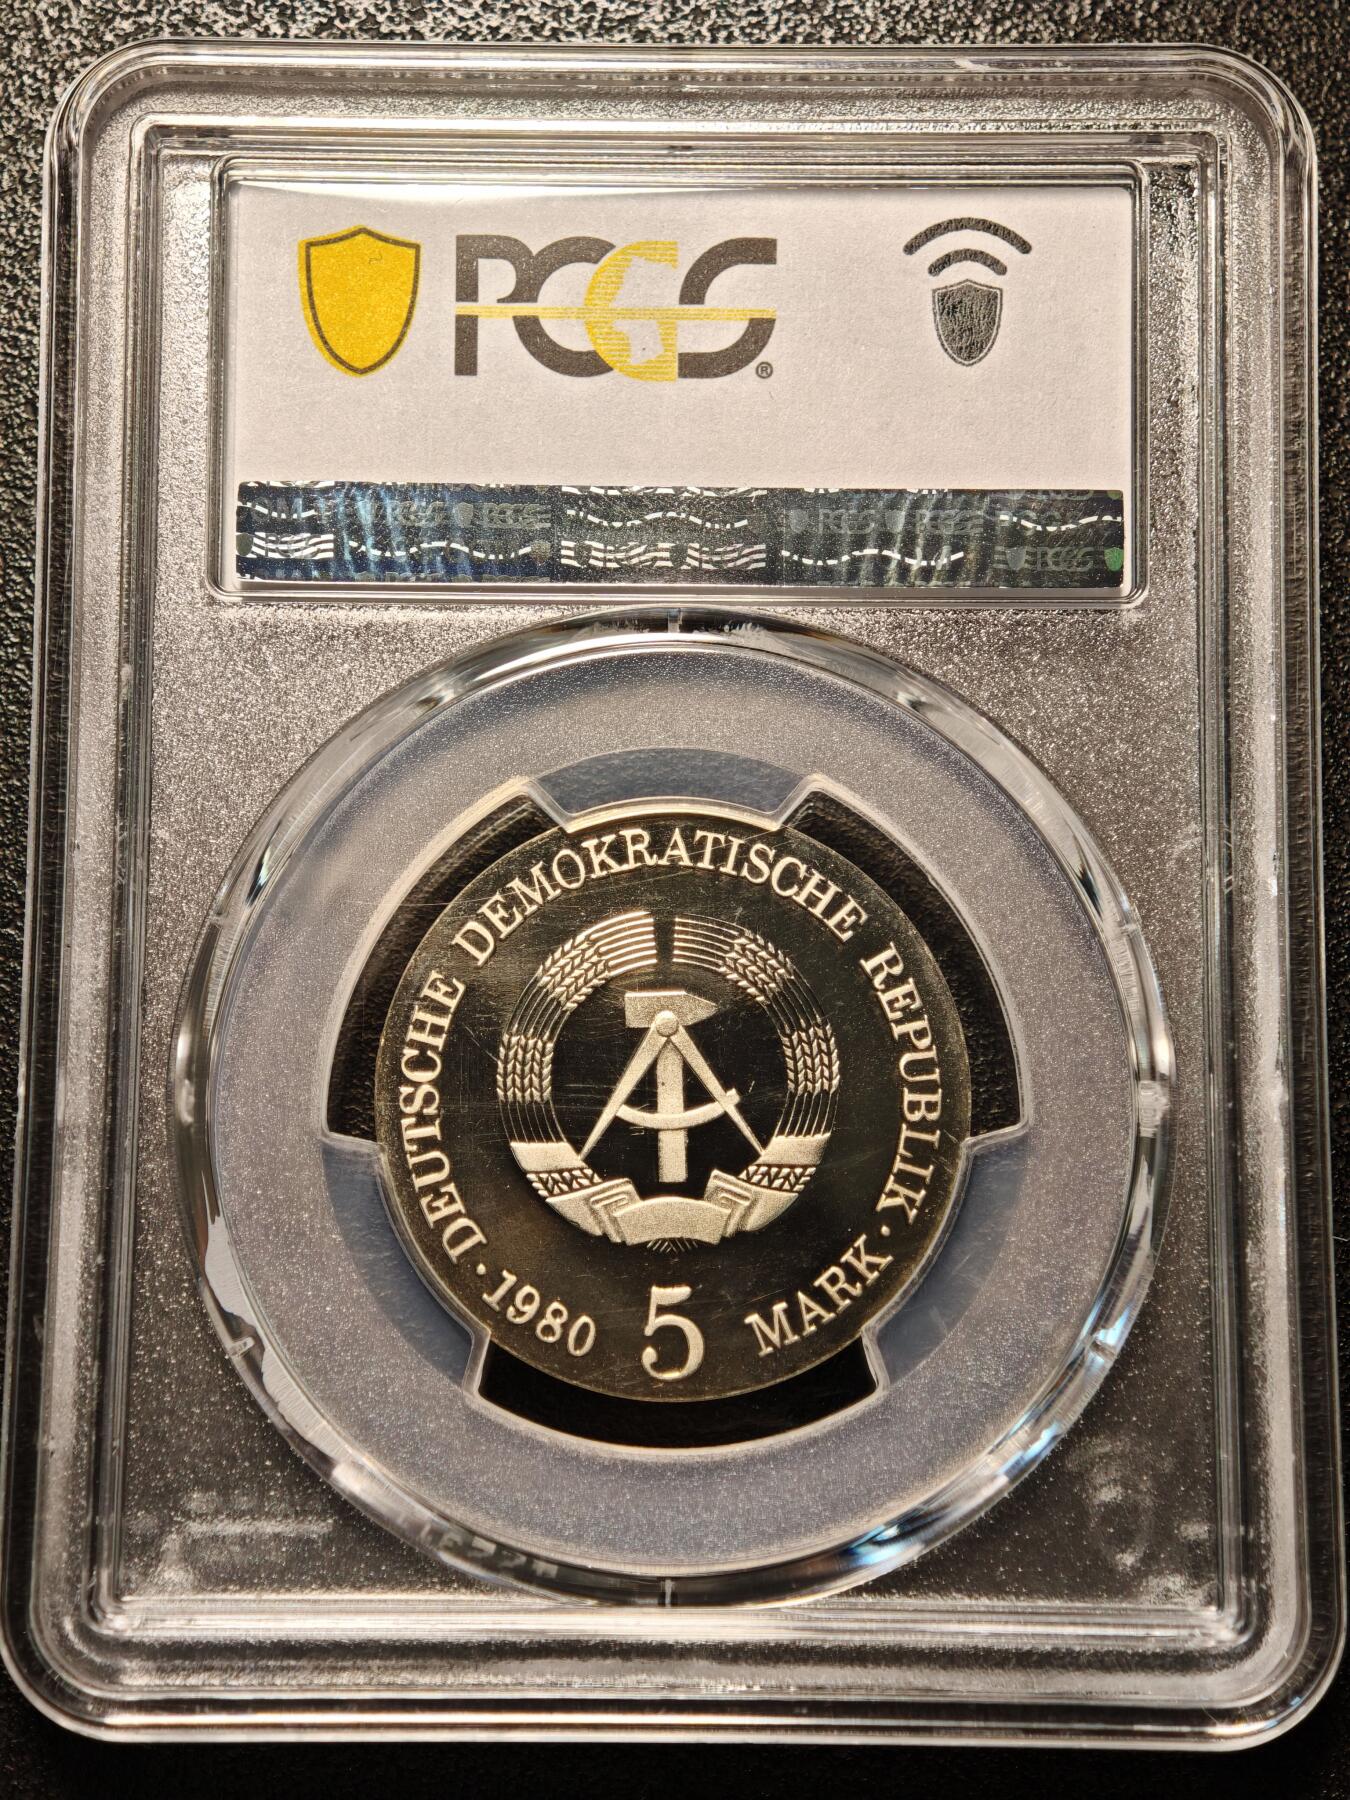 PCGS®
DEUTSCHE DEMOKRATISCHE REPUBLIK
· 1980 5 MARK ·